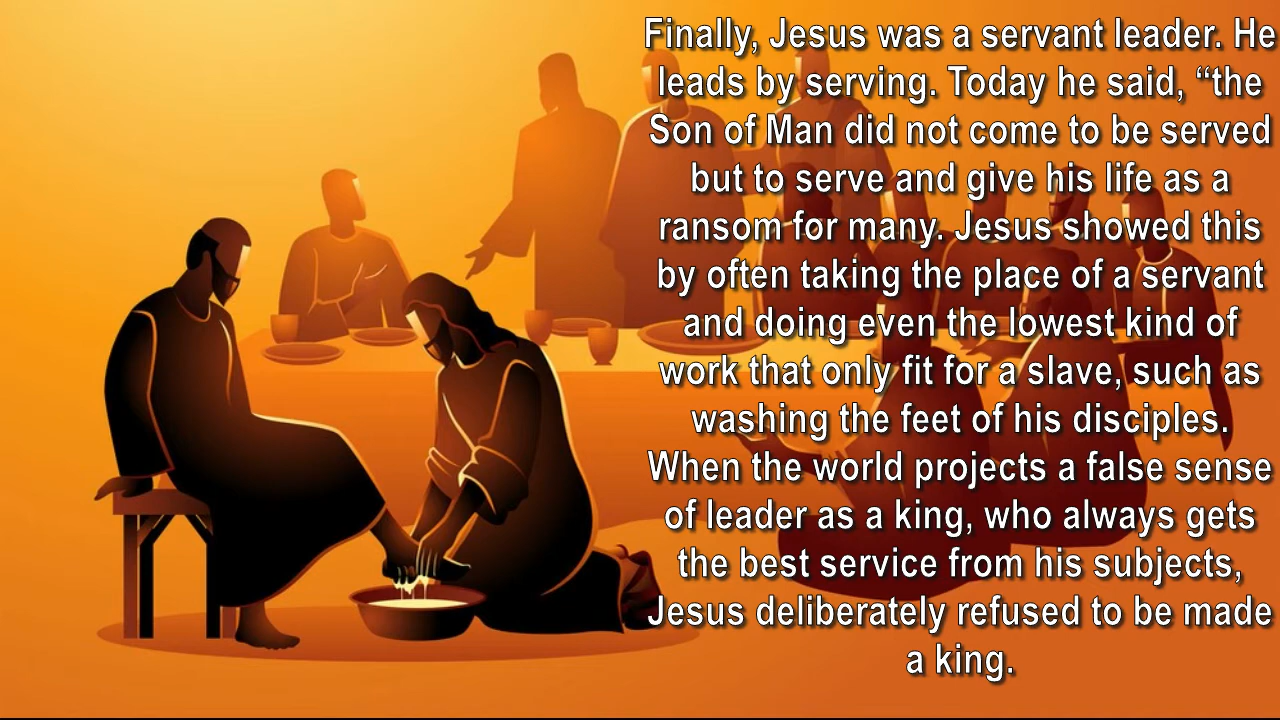 Finally, Jesus was a servant leader. He
leads by serving. Today he said, “the
Son of Man did not come to be served
but to serve and give his life as a
ransom for many. Jesus showed this
by often taking the place of a servant
and doing even the lowest kind of
work that only fit for a slave, such as
washing the feet of his disciples.
When the world projects a false sense
of leader as a king, who always gets
the best service from his subjects,
Jesus deliberately refused to be made
a king.